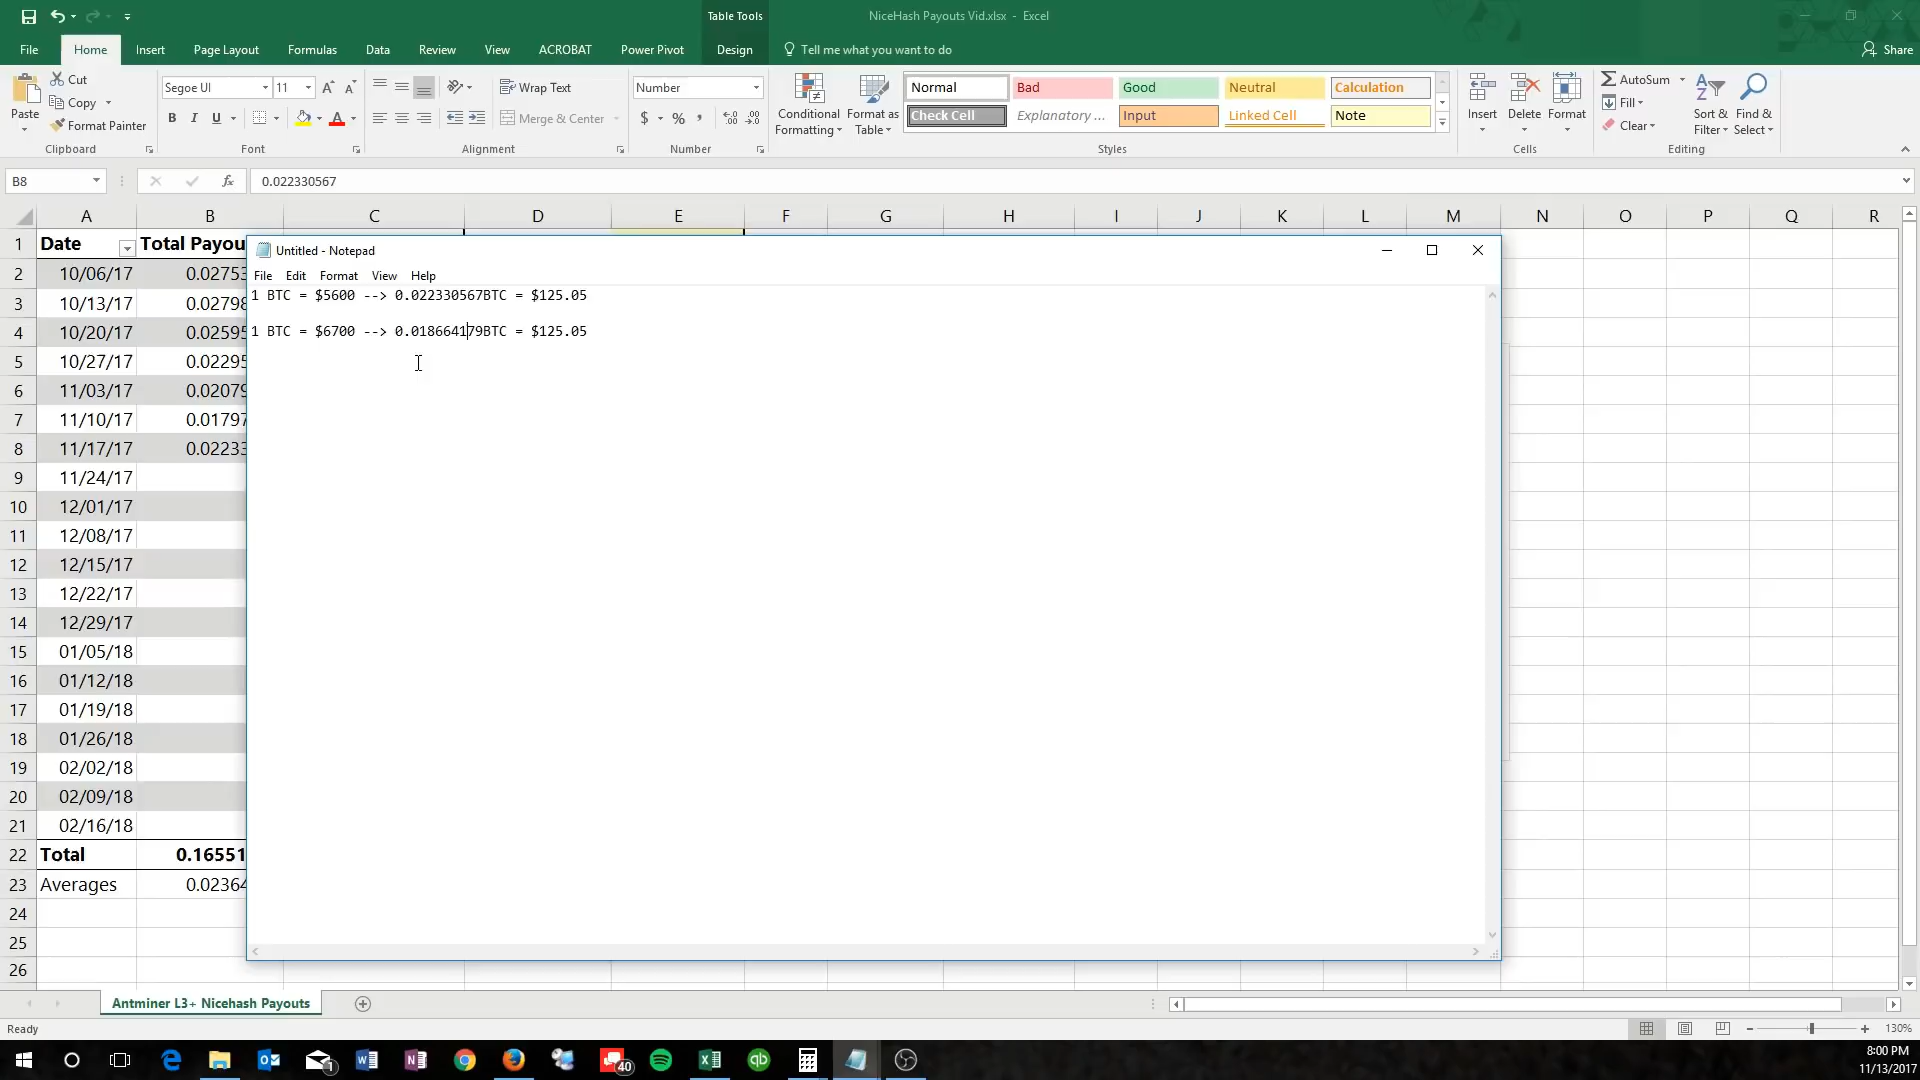 Table Tools
NiceHash Payouts Vid.xlsx - Excel
File Home Insert Page Layout Formulas Data Review View ACROBAT Power Pivot Design Tell me what you want to do Share
Paste
Cut
Copy
Format Painter
Clipboard
Segoe UI 11
B I U
Font
Wrap Text
Merge & Center
Alignment
Number
$ % ,
Number
Conditional Formatting
Format as Table
Normal Bad Good Neutral Calculation
Check Cell Explanatory ... Input Linked Cell Note
Styles
Insert Delete Format
Cells
AutoSum
Fill
Clear
Sort & Filter
Find & Select
Editing
B8 fx 0.022330567
A B C D E F G H I J K L M N O P Q R
1 Date Total Payou
2 10/06/17 0.02753
3 10/13/17 0.02798
4 10/20/17 0.02595
5 10/27/17 0.02295
6 11/03/17 0.02079
7 11/10/17 0.01797
8 11/17/17 0.02233
9 11/24/17
10 12/01/17
11 12/08/17
12 12/15/17
13 12/22/17
14 12/29/17
15 01/05/18
16 01/12/18
17 01/19/18
18 01/26/18
19 02/02/18
20 02/09/18
21 02/16/18
22 Total 0.16551
23 Averages 0.02364
24
25
26
Untitled - Notepad
File Edit Format View Help
1 BTC = $5600 --> 0.022330567BTC = $125.05
1 BTC = $6700 --> 0.018664179BTC = $125.05
Antminer L3+ Nicehash Payouts
Ready
130%
1
40
8:00 PM
11/13/2017